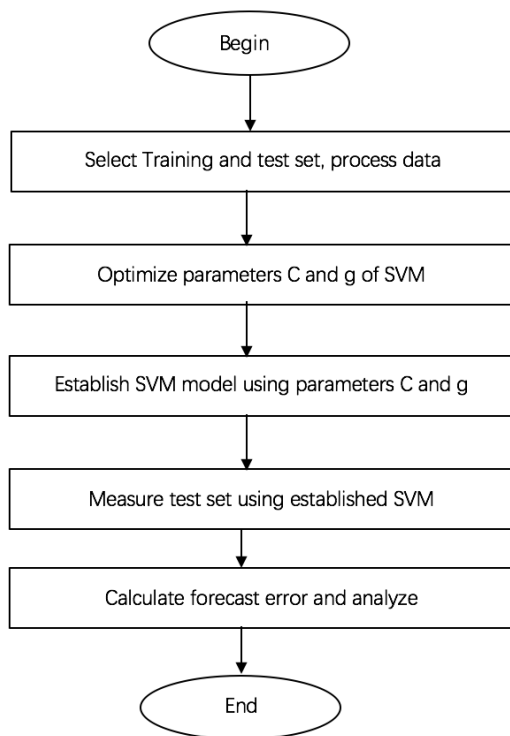 Begin
Select Training and test set, process data
Optimize parameters C and g of SVM
Establish SVM model using parameters C and g
Measure test set using established SVM
Calculate forecast error and analyze
End